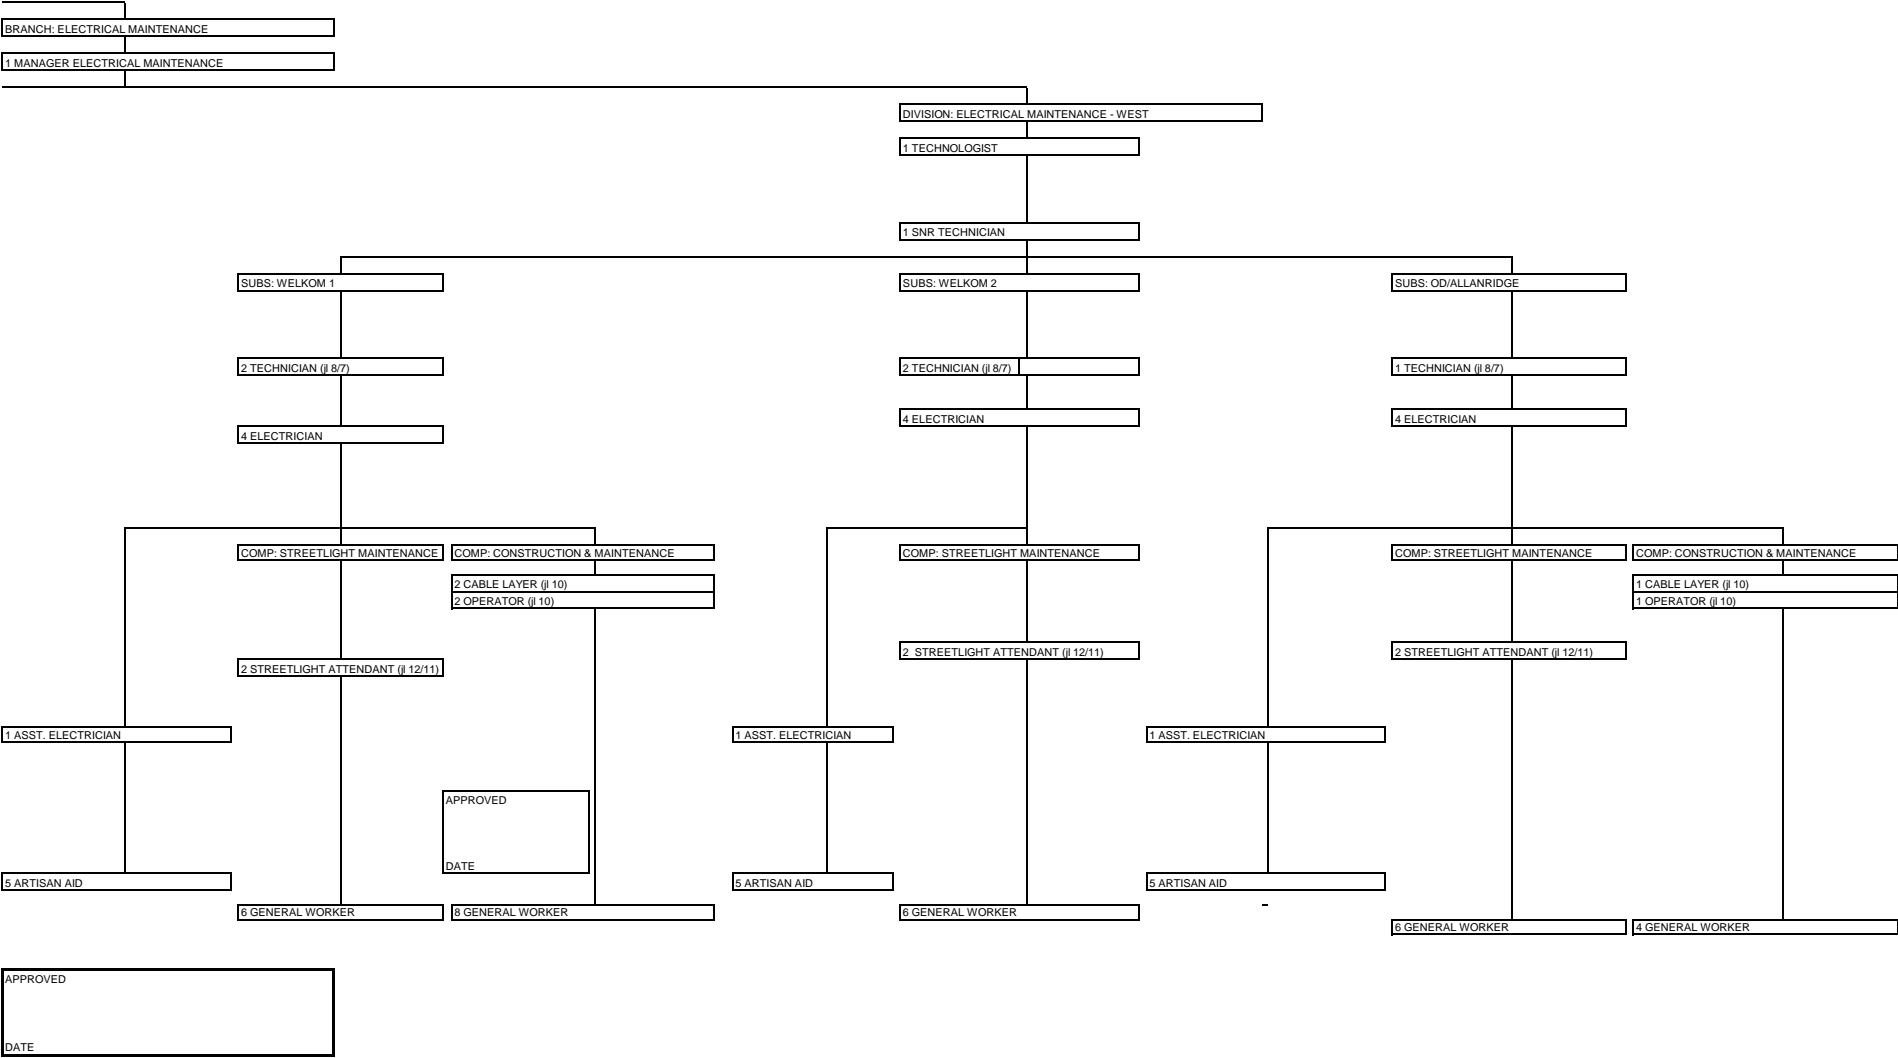 BRANCH: ELECTRICAL MAINTENANCE
1 MANAGER ELECTRICAL MAINTENANCE
DIVISION: ELECTRICAL MAINTENANCE - WEST
1 TECHNOLOGIST
1 SNR TECHNICIAN
SUBS: WELKOM 1
SUBS: WELKOM 2
SUBS: OD/ALLANRIDGE
2 TECHNICIAN (jl 8/7)
2 TECHNICIAN (jl 8/7)
1 TECHNICIAN (jl 8/7)
4 ELECTRICIAN
4 ELECTRICIAN
4 ELECTRICIAN
COMP: STREETLIGHT MAINTENANCE
COMP: CONSTRUCTION & MAINTENANCE
COMP: STREETLIGHT MAINTENANCE
COMP: STREETLIGHT MAINTENANCE
COMP: CONSTRUCTION & MAINTENANCE
2 CABLE LAYER (jl 10)
1 CABLE LAYER (jl 10)
2 OPERATOR (jl 10)
1 OPERATOR (jl 10)
2 STREETLIGHT ATTENDANT (jl 12/11)
2  STREETLIGHT ATTENDANT (jl 12/11)
2 STREETLIGHT ATTENDANT (jl 12/11)
1 ASST. ELECTRICIAN
1 ASST. ELECTRICIAN
1 ASST. ELECTRICIAN
APPROVED
DATE
5 ARTISAN AID
5 ARTISAN AID
5 ARTISAN AID
6 GENERAL WORKER
8 GENERAL WORKER
6 GENERAL WORKER
6 GENERAL WORKER
4 GENERAL WORKER
APPROVED
DATE